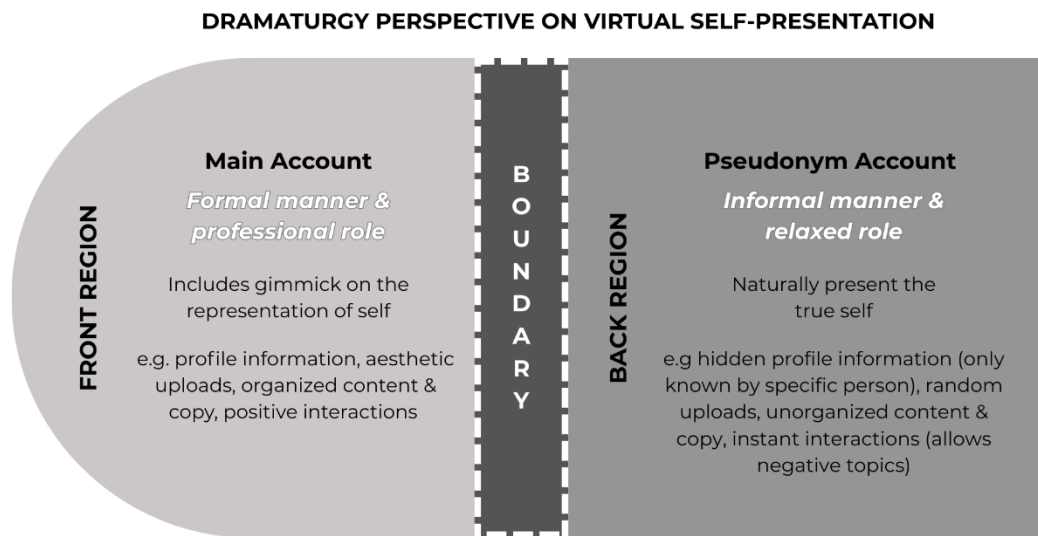 DRAMATURGY PERSPECTIVE ON VIRTUAL SELF-PRESENTATION
FRONT REGION
Main Account
Formal manner &
professional role
Includes gimmick on the
representation of self
e.g. profile information, aesthetic
uploads, organized content &
copy, positive interactions
BOUNDARY
BACK REGION
Pseudonym Account
Informal manner &
relaxed role
Naturally present the
true self
e.g hidden profile information (only
known by specific person), random
uploads, unorganized content &
copy, instant interactions (allows
negative topics)